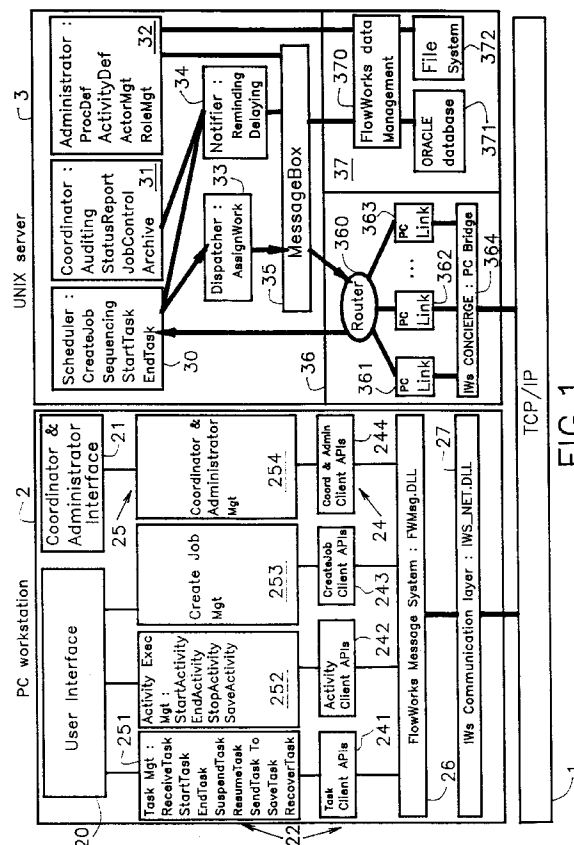 PC workstation
2
User Interface
20
Coordinator &
Administrator
Interface
21
25
251
Task Mgt :
ReceiveTask
StartTask
EndTask
SuspendTask
ResumeTask
SendTask To
SaveTask
RecoverTask
22
Activity Exec
Mgt :
StartActivity
EndActivity
StopActivity
SaveActivity
252
Create Job
Mgt
253
Coordinator &
Administrator
Mgt
254
Task
Client APIs
241
Activity
Client APIs
242
CreateJob
Client APIs
243
Coord & Admin
Client APIs
244
24
FlowWorks Message System : FWMsg.DLL
26
IWs Communication layer : IWS_NET.DLL
27
UNIX server
3
Scheduler :
CreateJob
Sequencing
StartTask
EndTask
30
Coordinator :
Auditing
StatusReport
JobControl
Archive
31
Administrator :
ProcDef
ActivityDef
ActorMgt
RoleMgt
32
Dispatcher :
AssignWork
33
Notifier :
Reminding
Delaying
34
MessageBox
35
36
Router
360
PC
Link
361
PC
Link
362
...
PC
Link
363
IWs CONCIERGE : PC Bridge
364
37
FlowWorks data
Management
370
ORACLE
database
371
File
System
372
TCP/IP
1
FIG.1